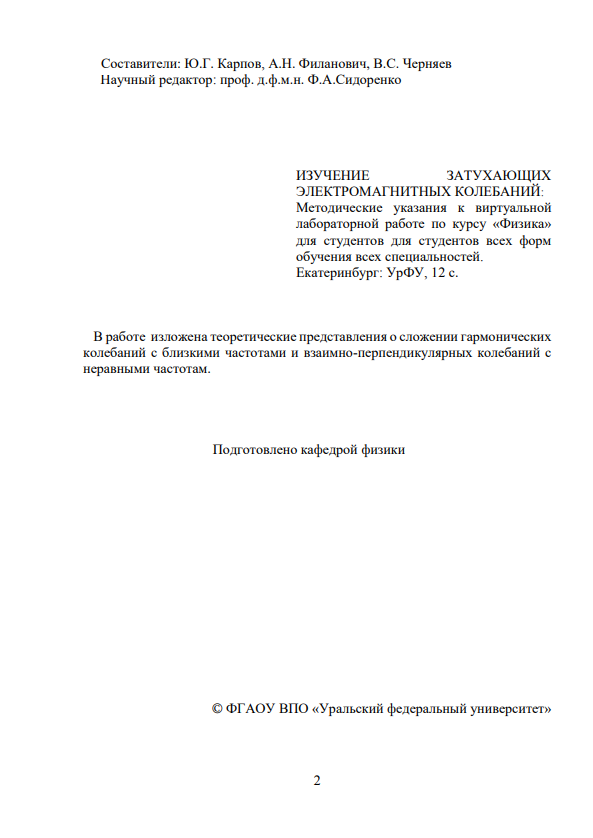 Составители: Ю.Г. Карпов, А.Н. Филанович, В.С. Черняев
Научный редактор: проф. д.ф.м.н. Ф.А.Сидоренко
ИЗУЧЕНИЕ ЗАТУХАЮЩИХ
ЭЛЕКТРОМАГНИТНЫХ КОЛЕБАНИЙ:
Методические указания к виртуальной
лабораторной работе по курсу «Физика»
для студентов для студентов всех форм
обучения всех специальностей.
Екатеринбург: УрФУ, 12 с.
В работе изложена теоретические представления о сложении гармонических
колебаний с близкими частотами и взаимно-перпендикулярных колебаний с
неравными частотам.
Подготовлено кафедрой физики
© ФГАОУ ВПО «Уральский федеральный университет»
2